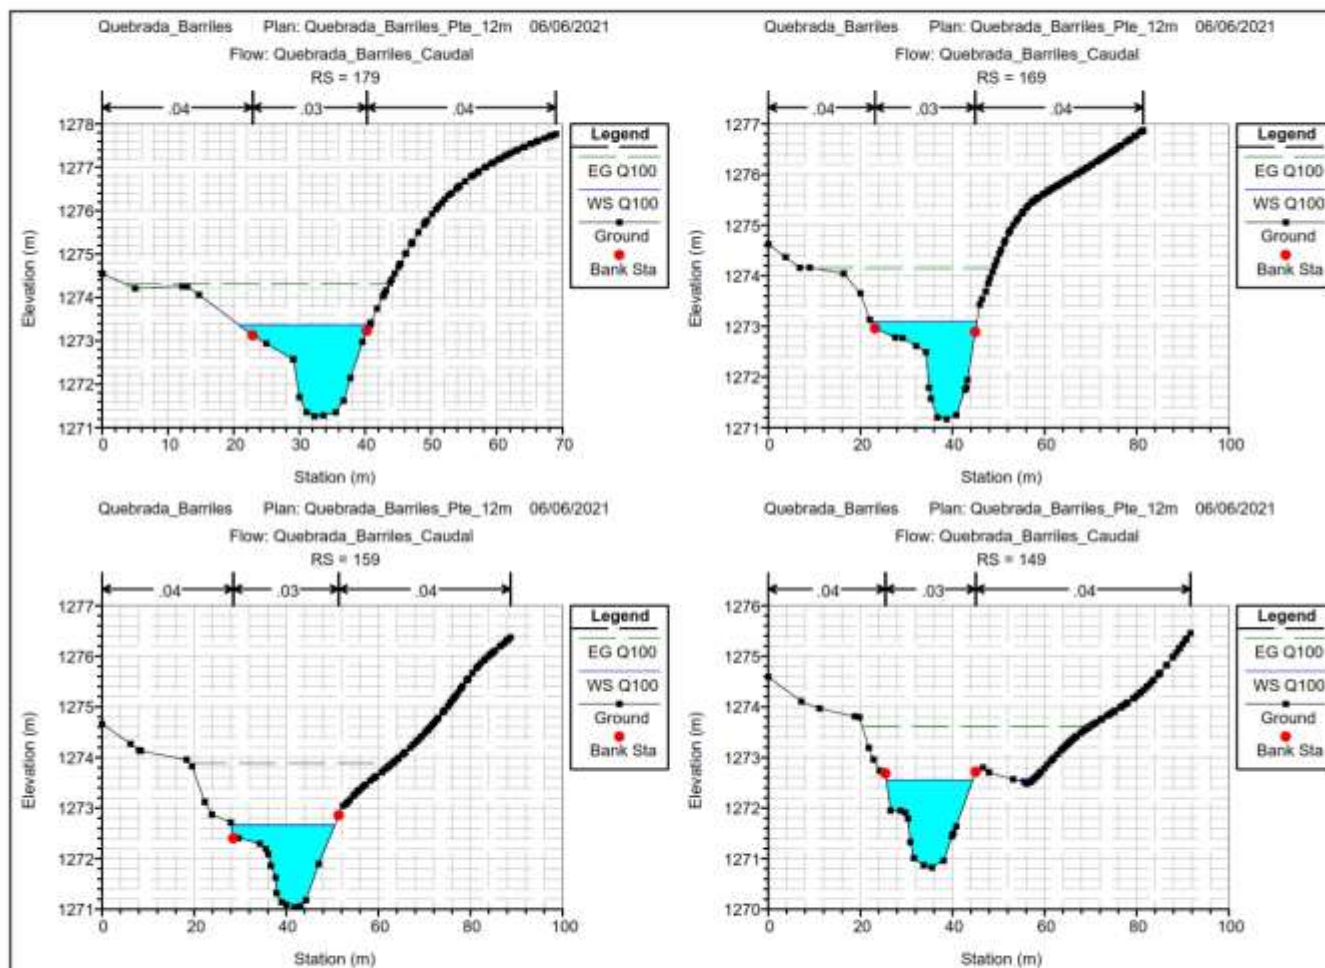 Quebrada_Barriles Plan: Quebrada_Barriles_Pte_12m 06/06/2021
Flow: Quebrada_Barriles_Caudal
RS = 179
.04 .03 .04
1278
1277
1276
1275
1274
1273
1272
1271
Elevation (m)
0 10 20 30 40 50 60 70
Station (m)
Legend
EG Q100
WS Q100
Ground
Bank Sta
Quebrada_Barriles Plan: Quebrada_Barriles_Pte_12m 06/06/2021
Flow: Quebrada_Barriles_Caudal
RS = 169
.04 .03 .04
1277
1276
1275
1274
1273
1272
1271
Elevation (m)
0 20 40 60 80 100
Station (m)
Legend
EG Q100
WS Q100
Ground
Bank Sta
Quebrada_Barriles Plan: Quebrada_Barriles_Pte_12m 06/06/2021
Flow: Quebrada_Barriles_Caudal
RS = 159
.04 .03 .04
1277
1276
1275
1274
1273
1272
1271
Elevation (m)
0 20 40 60 80 100
Station (m)
Legend
EG Q100
WS Q100
Ground
Bank Sta
Quebrada_Barriles Plan: Quebrada_Barriles_Pte_12m 06/06/2021
Flow: Quebrada_Barriles_Caudal
RS = 149
.04 .03 .04
1276
1275
1274
1273
1272
1271
1270
Elevation (m)
0 20 40 60 80 100
Station (m)
Legend
EG Q100
WS Q100
Ground
Bank Sta